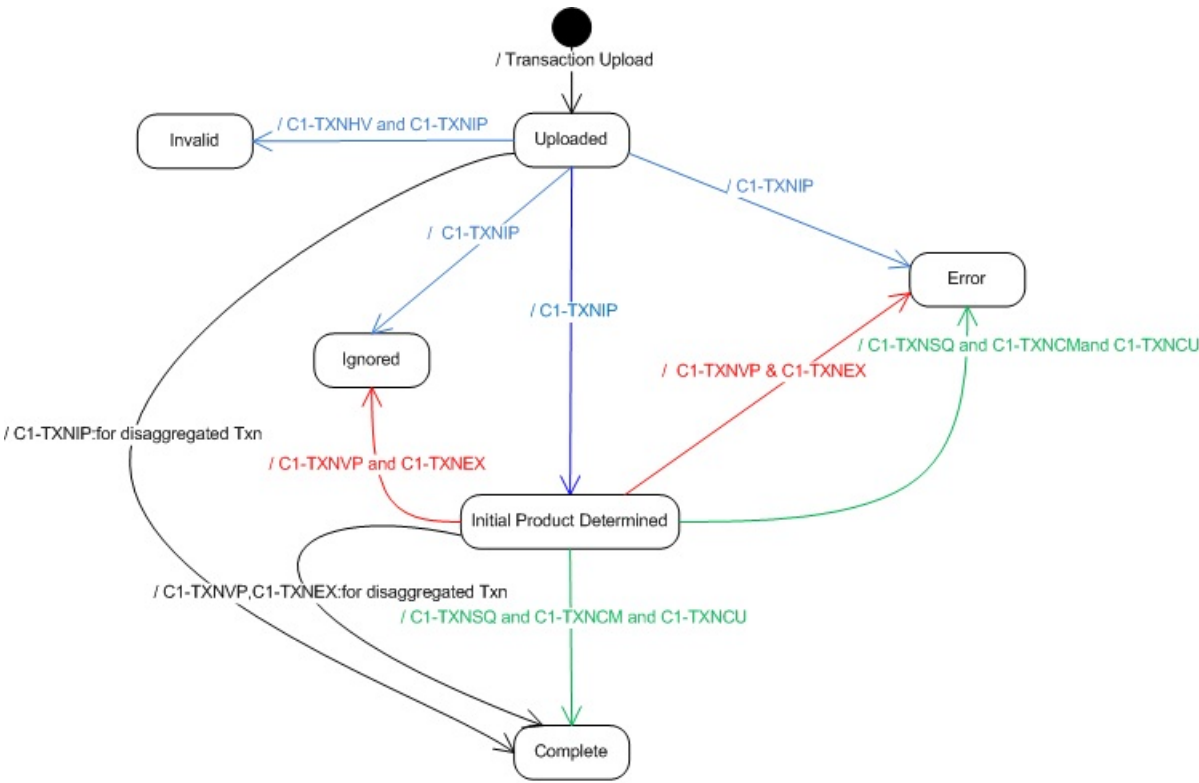 / Transaction Upload
/ C1-TXNHV and C1-TXNIP
Invalid
Uploaded
/ C1-TXNIP
/ C1-TXNIP
Error
/ C1-TXNIP
/ C1-TXNSQ and C1-TXNCMand C1-TXNCU
Ignored
/ C1-TXNVP & C1-TXNEX
/ C1-TXNIP:for disaggregated Txn
/ C1-TXNVP and C1-TXNEX
Initial Product Determined
/ C1-TXNVP,C1-TXNEX:for disaggregated Txn
/ C1-TXNSQ and C1-TXNCM and C1-TXNCU
Complete